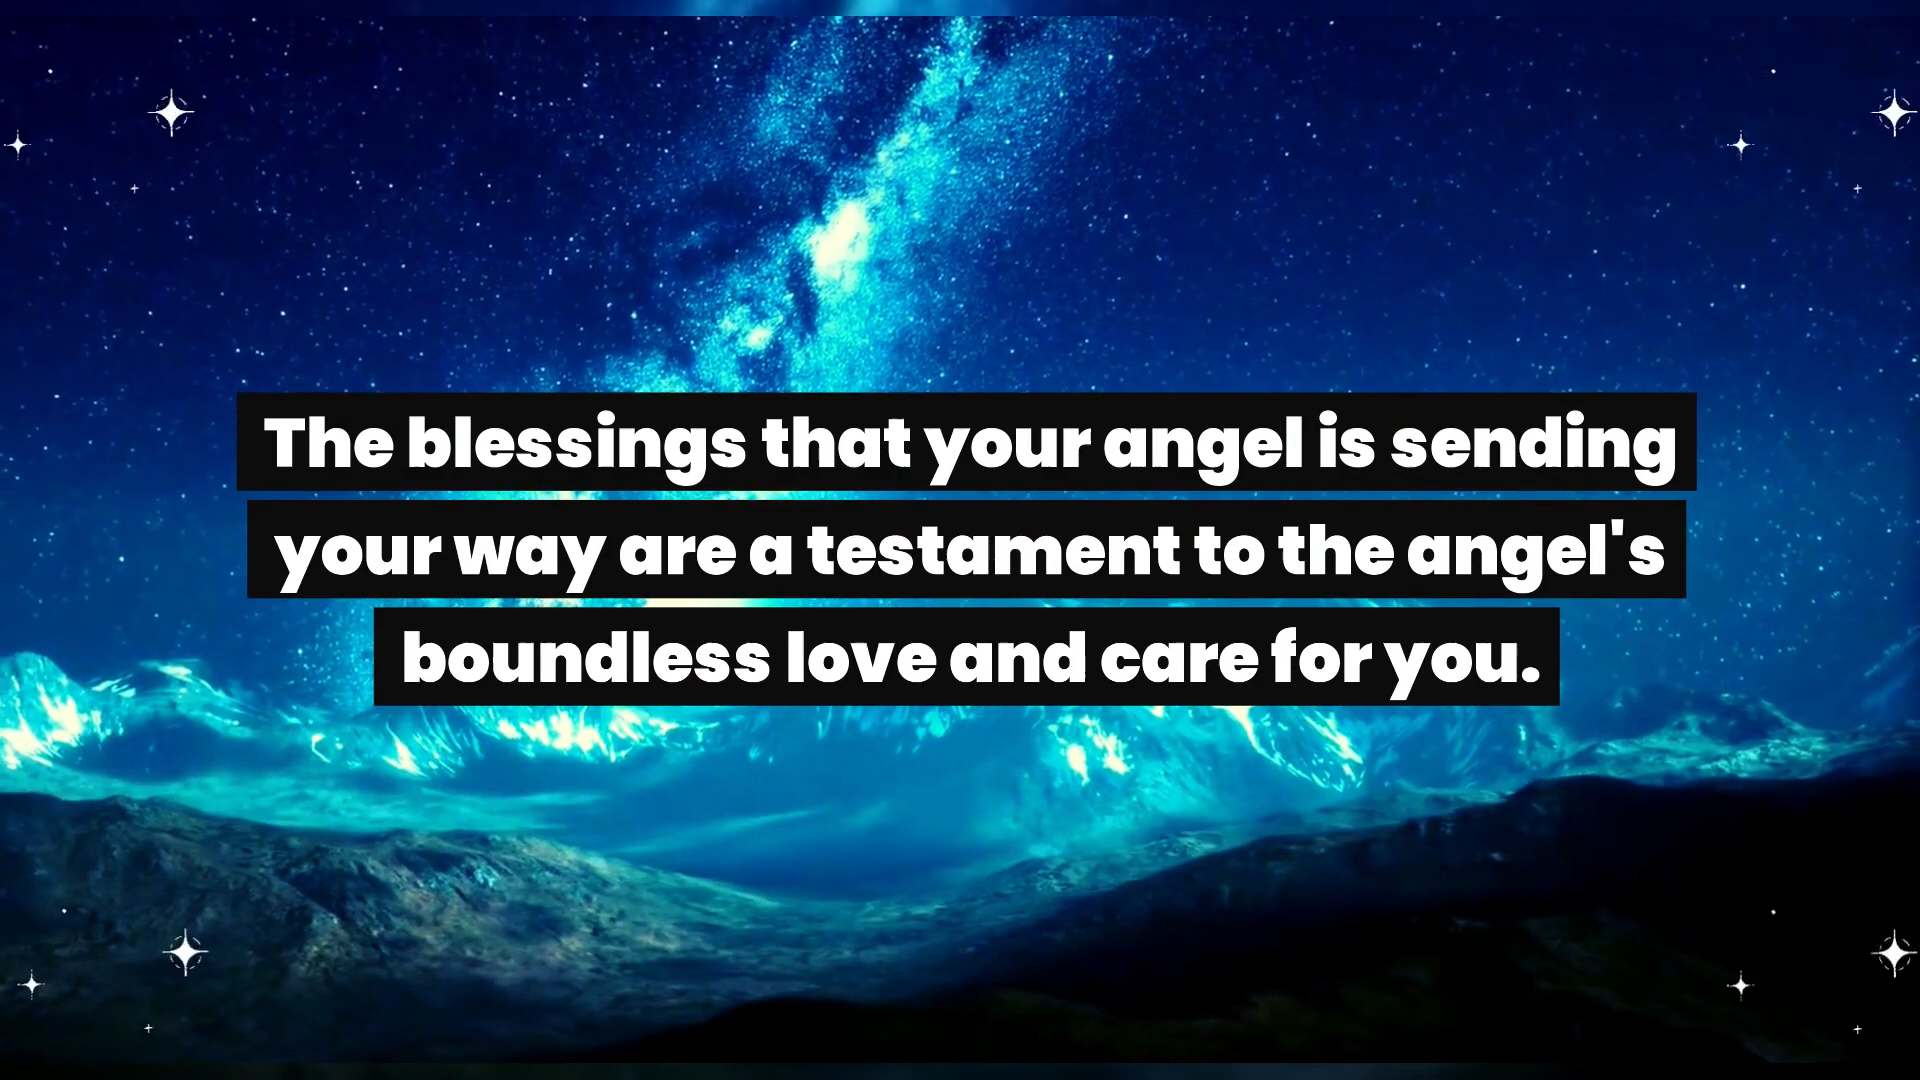 The blessings that your angel is sending
your way are a testament to the angel's
boundless love and care for you.